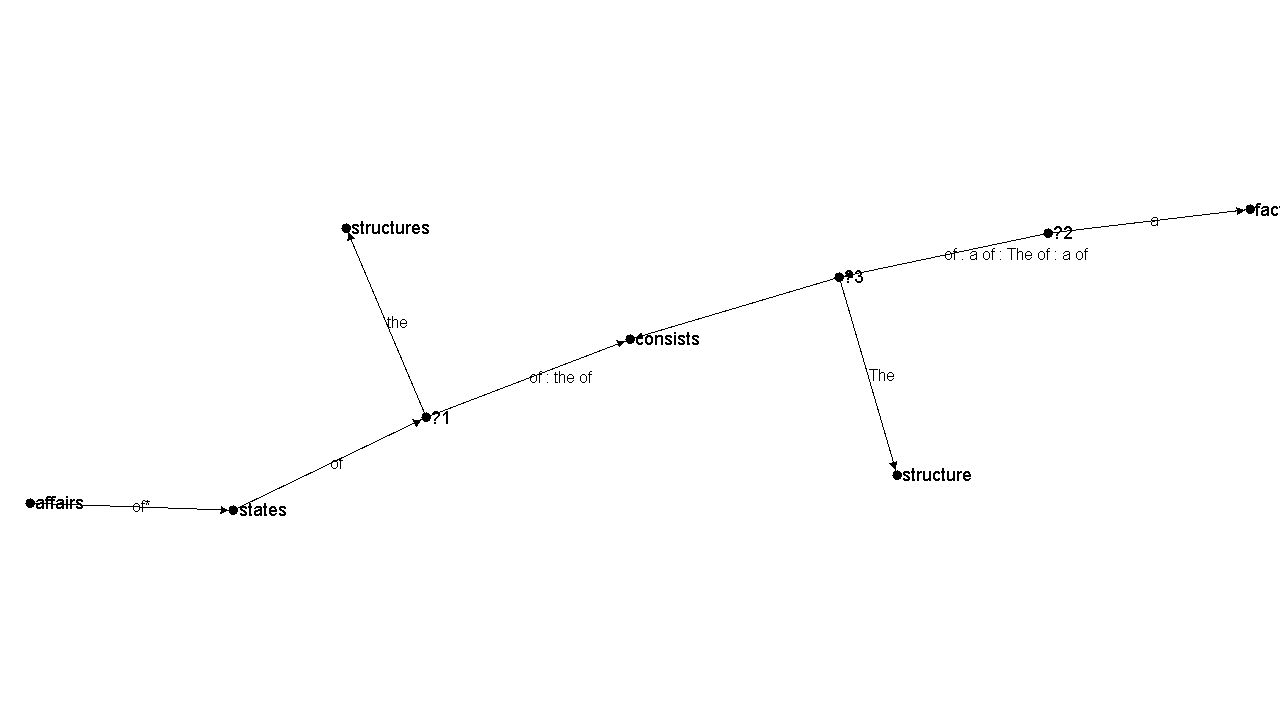 fac
?2
a
of : a of : The of : a of
structures
?3
the
consists
The
of : the of
?1
of
structure
affairs
of*
states